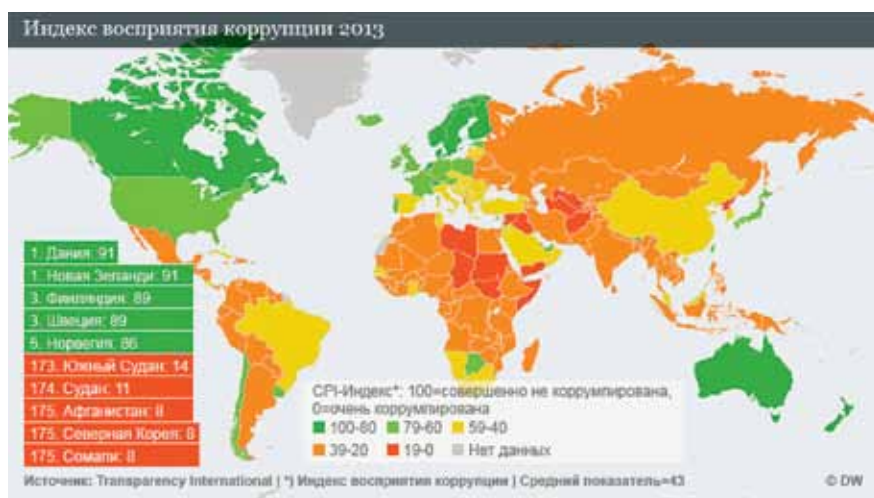 Индекс восприятия коррупции 2013
1. Дания: 91
1. Новая Зеланди: 91
3. Финляндия: 89
3. Швеция: 89
5. Норвегия: 86
173. Южный Судан: 14
174. Судан: 11
175. Афганистан: 8
175. Северная Корея: 8
175. Сомали: 8
CPI-Индекс*: 100=совершенно не коррумпирована,
0=очень коррумпирована
100-80 79-60 59-40
39-20 19-0 Нет данных
Источник: Transparency International | *) Индекс восприятия коррупции | Средний показатель=43
© DW